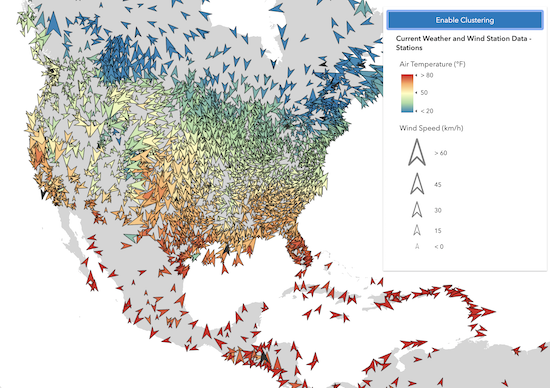 Enable Clustering
Current Weather and Wind Station Data -
Stations
Air Temperature (°F)
> 80
50
< 20
Wind Speed (km/h)
> 60
45
30
15
< 0